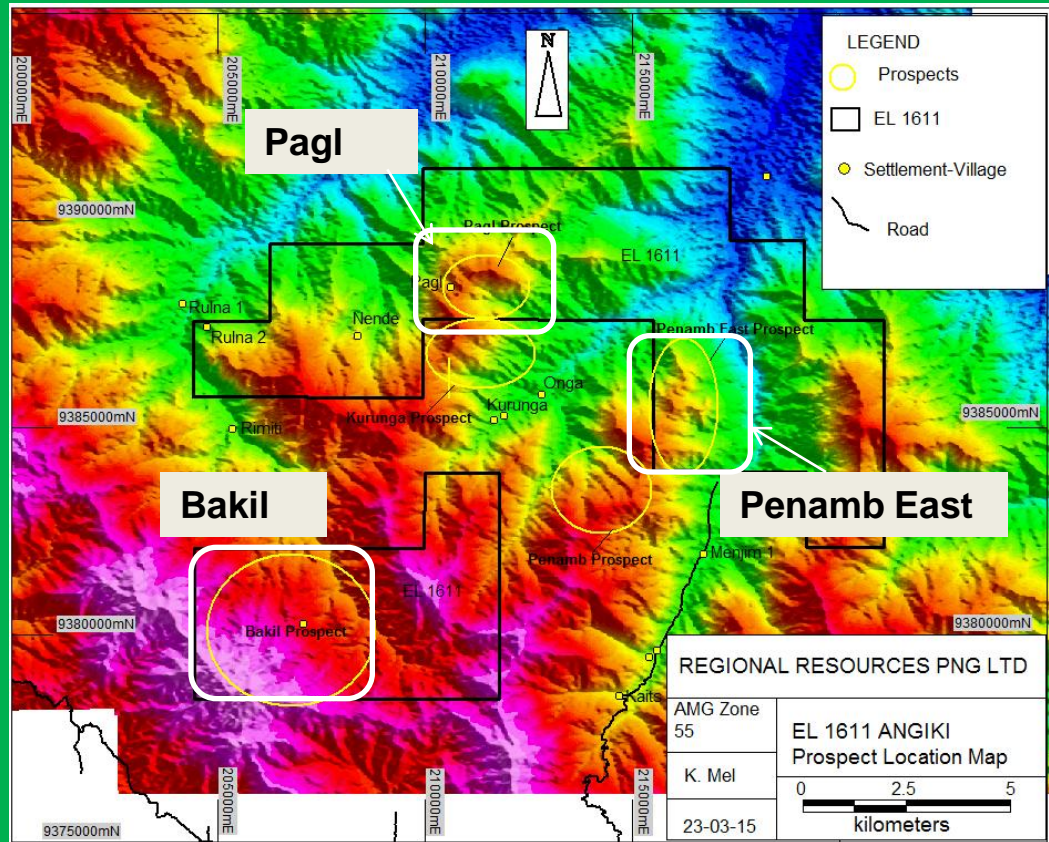 N
200000mE
205000mE
210000mE
215000mE
LEGEND
Prospects
EL 1611
Settlement-Village
Road
Pagl
9390000mN
Pagl Prospect
EL 1611
Pagl
Rulna 1
Rulna 2
Nende
Penamb East Prospect
Onga
Kurunga
Kurunga Prospect
9385000mN
9385000mN
Rimiti
Bakil
Penamb East
Penamb Prospect
Menjim 1
EL 1611
9380000mN
9380000mN
Bakil Prospect
Kaits
REGIONAL RESOURCES PNG LTD
AMG Zone
55
EL 1611 ANGIKI
Prospect Location Map
K. Mel
0 2.5 5
kilometers
23-03-15
205000mE
210000mE
215000mE
9375000mN